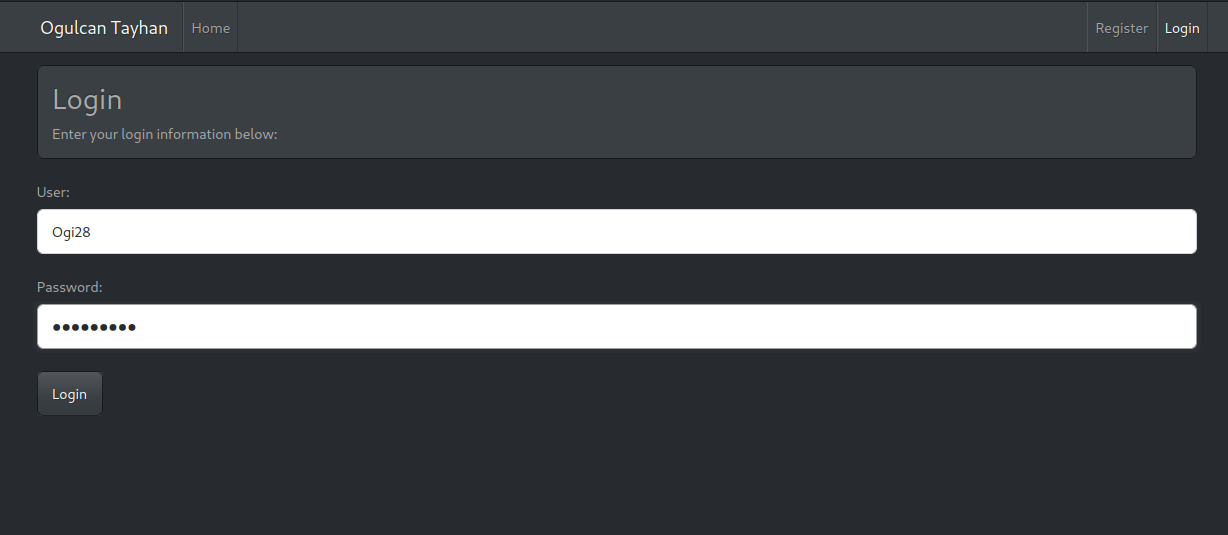 Ogulcan Tayhan Home Register Login
Login
Enter your login information below:
User:
Ogi28
Password:
•••••••••
Login